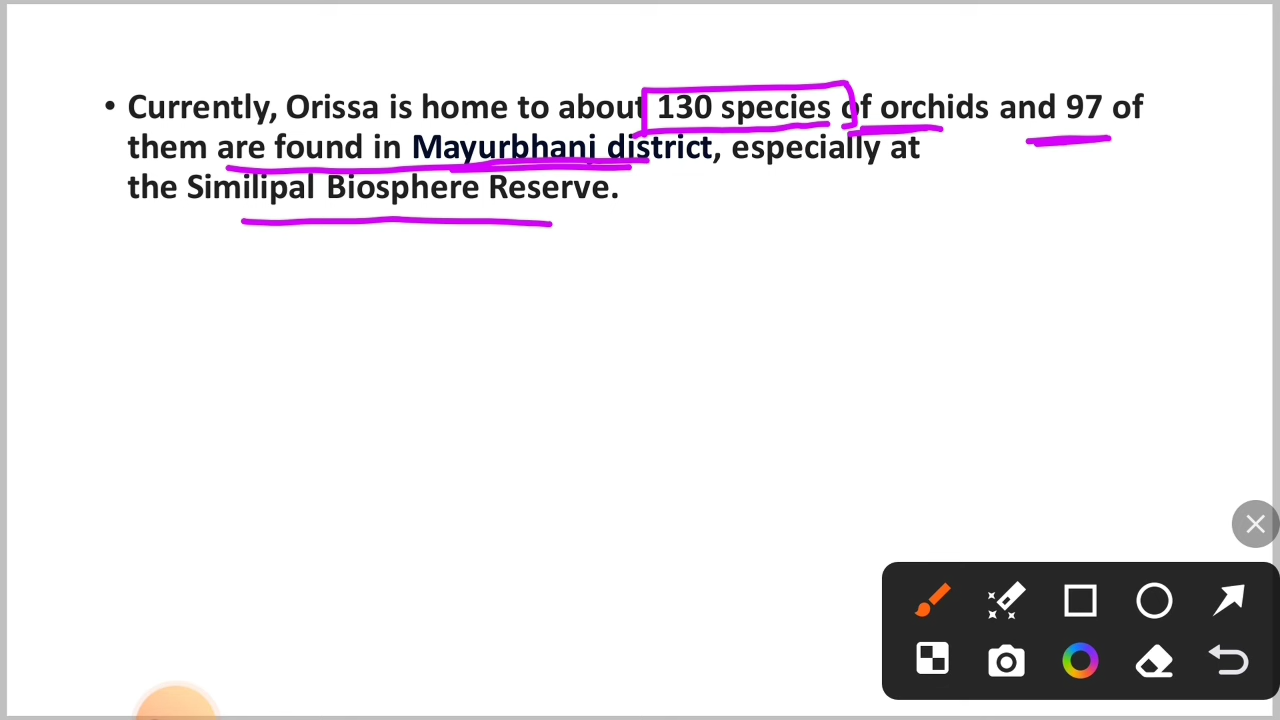 • Currently, Orissa is home to about 130 species of orchids and 97 of
them are found in Mayurbhanj district, especially at
the Similipal Biosphere Reserve.